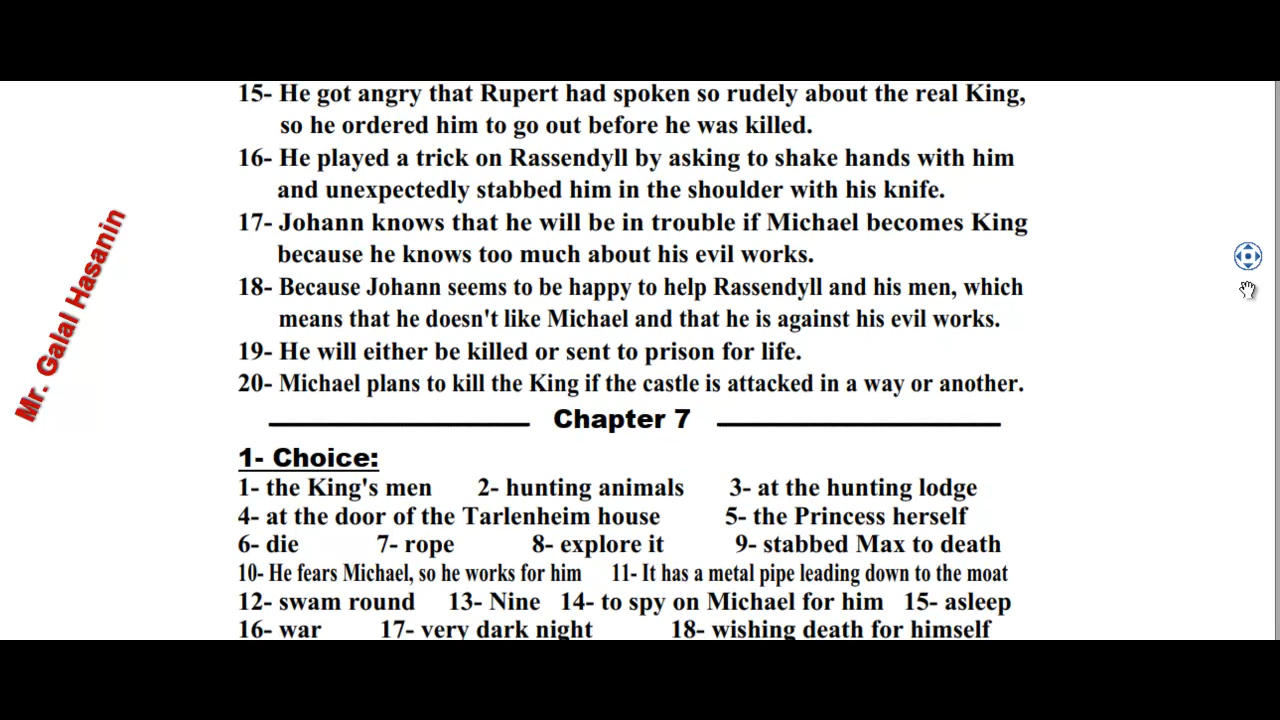 15- He got angry that Rupert had spoken so rudely about the real King,
so he ordered him to go out before he was killed.
16- He played a trick on Rassendyll by asking to shake hands with him
and unexpectedly stabbed him in the shoulder with his knife.
17- Johann knows that he will be in trouble if Michael becomes King
because he knows too much about his evil works.
18- Because Johann seems to be happy to help Rassendyll and his men, which
means that he doesn't like Michael and that he is against his evil works.
19- He will either be killed or sent to prison for life.
20- Michael plans to kill the King if the castle is attacked in a way or another.
Chapter 7
1- Choice:
1- the King's men 2- hunting animals 3- at the hunting lodge
4- at the door of the Tarlenheim house 5- the Princess herself
6- die 7- rope 8- explore it 9- stabbed Max to death
10- He fears Michael, so he works for him 11- It has a metal pipe leading down to the moat
12- swam round 13- Nine 14- to spy on Michael for him 15- asleep
16- war 17- very dark night 18- wishing death for himself
Mr. Galal Hasanin